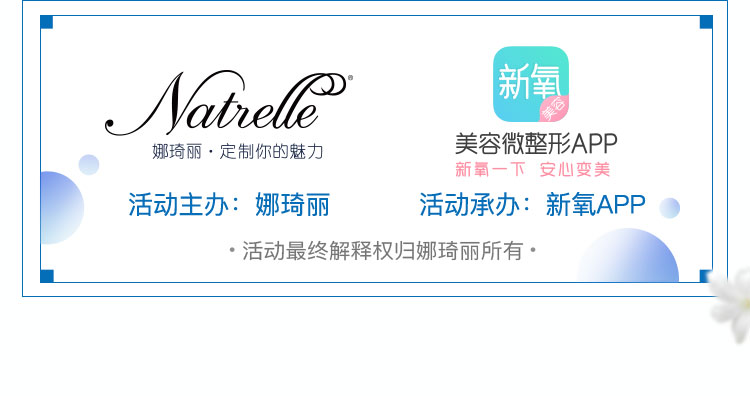 Natrelle®
娜琦丽·定制你的魅力
新氧
美容
美容微整形APP
新氧一下 安心变美
活动主办：娜琦丽
活动承办：新氧APP
•活动最终解释权归娜琦丽所有•